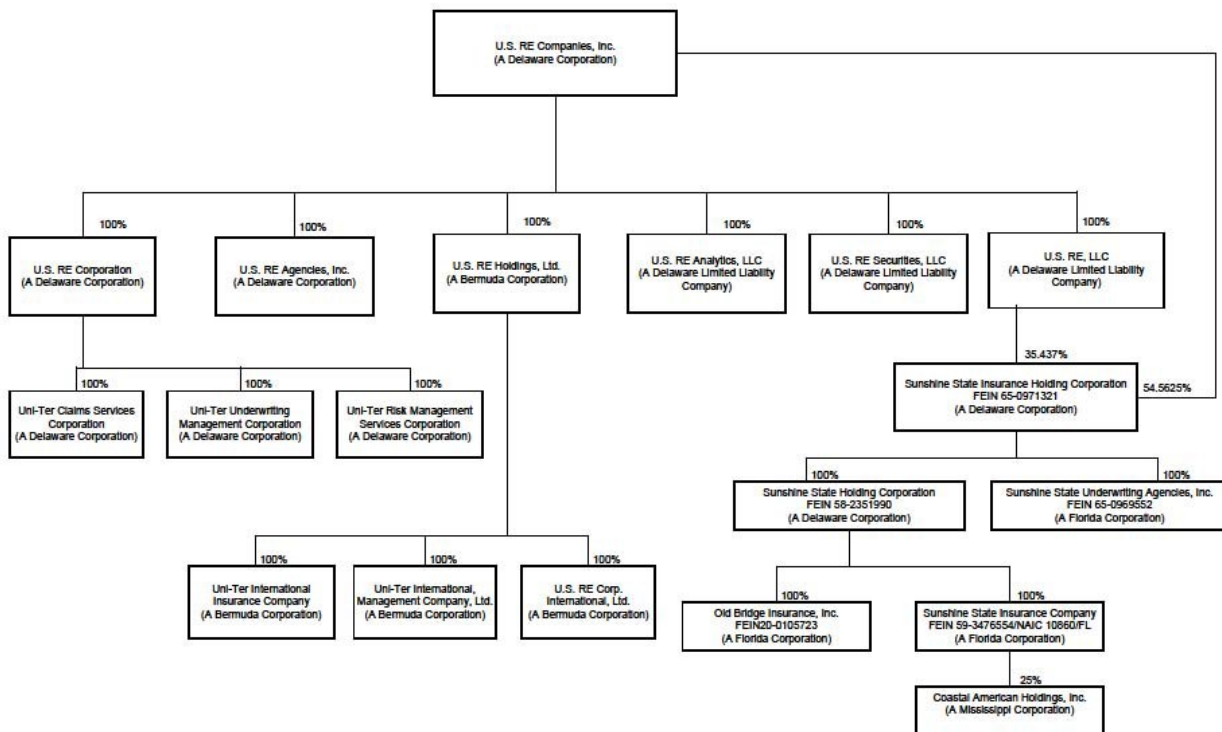 U.S. RE Companies, Inc.
(A Delaware Corporation)
100%
100%
100%
100%
100%
100%
U.S. RE Corporation
(A Delaware Corporation)
U.S. RE Agencies, Inc.
(A Delaware Corporation)
U.S. RE Holdings, Ltd.
(A Bermuda Corporation)
U.S. RE Analytics, LLC
(A Delaware Limited Liability
Company)
U.S. RE Securities, LLC
(A Delaware Limited Liability
Company)
U.S. RE, LLC
(A Delaware Limited Liability
Company)
35.437%
54.5625%
Sunshine State Insurance Holding Corporation
FEIN 65-0971321
(A Delaware Corporation)
100%
100%
100%
Uni-Ter Claims Services
Corporation
(A Delaware Corporation)
Uni-Ter Underwriting
Management Corporation
(A Delaware Corporation)
Uni-Ter Risk Management
Services Corporation
(A Delaware Corporation)
100%
100%
Sunshine State Holding Corporation
FEIN 58-2351990
(A Delaware Corporation)
Sunshine State Underwriting Agencies, Inc.
FEIN 65-0969552
(A Florida Corporation)
100%
100%
100%
Uni-Ter International
Insurance Company
(A Bermuda Corporation)
Uni-Ter International,
Management Company, Ltd.
(A Bermuda Corporation)
U.S. RE Corp.
International, Ltd.
(A Bermuda Corporation)
100%
100%
Old Bridge Insurance, Inc.
FEIN20-0105723
(A Florida Corporation)
Sunshine State Insurance Company
FEIN 59-3476554/NAIC 10860/FL
(A Florida Corporation)
25%
Coastal American Holdings, Inc.
(A Mississippi Corporation)